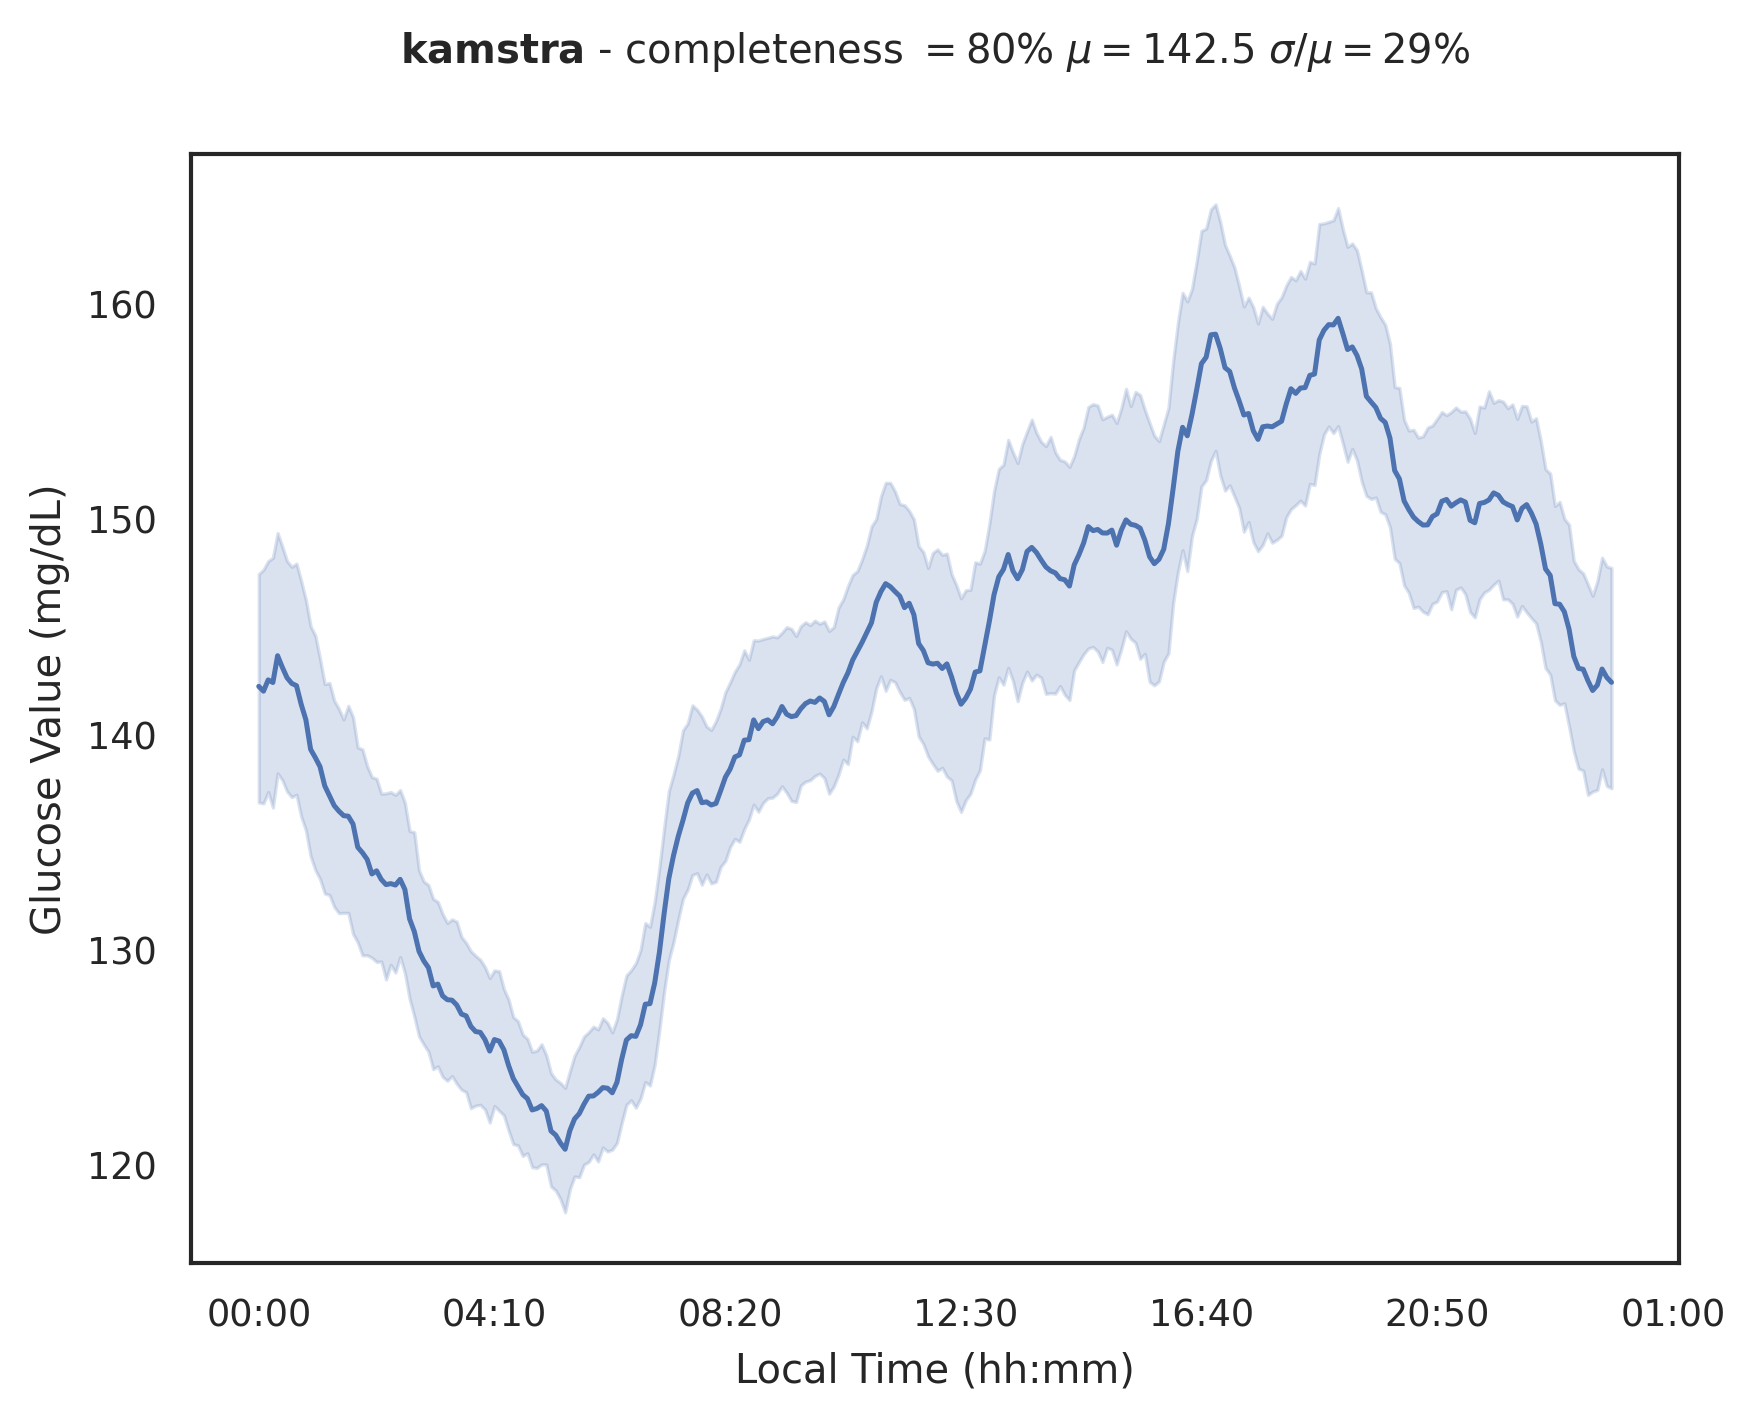 kamstra - completeness = 80% μ = 142.5 σ/μ = 29%
160
150
140
130
120
Glucose Value (mg/dL)
00:00 04:10 08:20 12:30 16:40 20:50 01:00
Local Time (hh:mm)